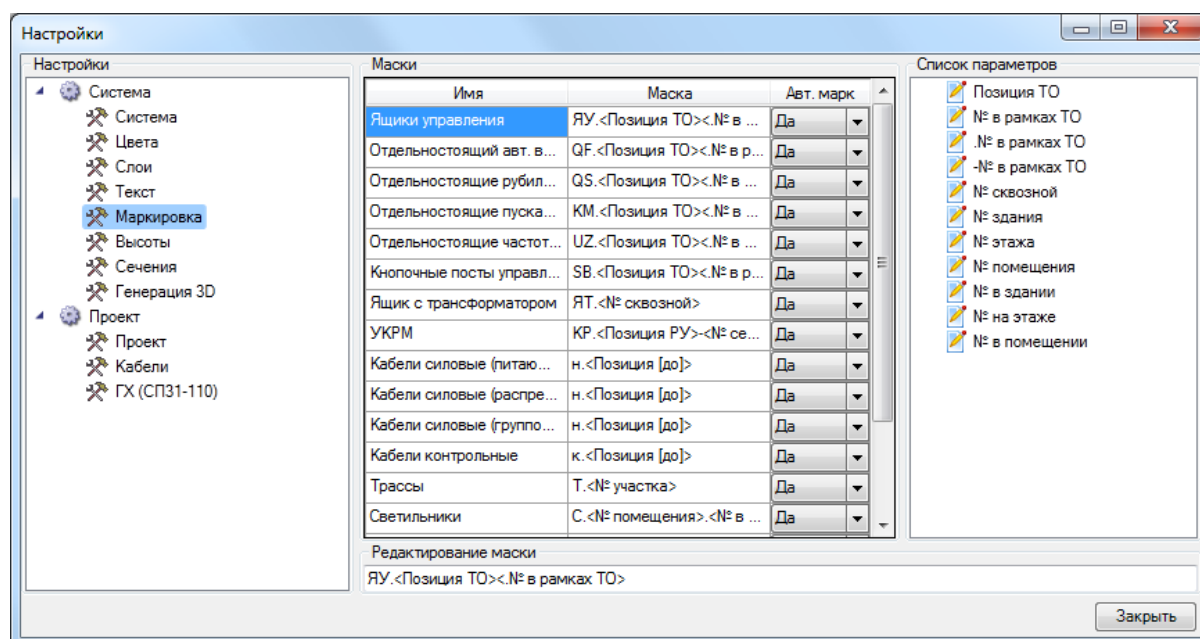 Настройки
Настройки
Система
Система
Цвета
Слои
Текст
Маркировка
Высоты
Сечения
Генерация 3D
Проект
Проект
Кабели
ГХ (СП31-110)
Маски
Имя Маска Авт. марк
Ящики управления ЯУ.<Позиция ТО><.№ в ... Да
Отдельностоящий авт. в... QF.<Позиция ТО><.№ в р... Да
Отдельностоящие рубил... QS.<Позиция ТО><.№ в ... Да
Отдельностоящие пуска... KM.<Позиция ТО><.№ в ... Да
Отдельностоящие частот... UZ.<Позиция ТО><.№ в ... Да
Кнопочные посты управл... SB.<Позиция ТО><.№ в р... Да
Ящик с трансформатором ЯТ.<№ сквозной> Да
УКРМ КР.<Позиция РУ>-<№ се... Да
Кабели силовые (питаю... н.<Позиция [до]> Да
Кабели силовые (распре... н.<Позиция [до]> Да
Кабели силовые (группо... н.<Позиция [до]> Да
Кабели контрольные к.<Позиция [до]> Да
Трассы Т.<№ участка> Да
Светильники С.<№ помещения>.<№ в ... Да
Редактирование маски
ЯУ.<Позиция ТО><.№ в рамках ТО>
Список параметров
Позиция ТО
№ в рамках ТО
.№ в рамках ТО
-№ в рамках ТО
№ сквозной
№ здания
№ этажа
№ помещения
№ в здании
№ на этаже
№ в помещении
Закрыть